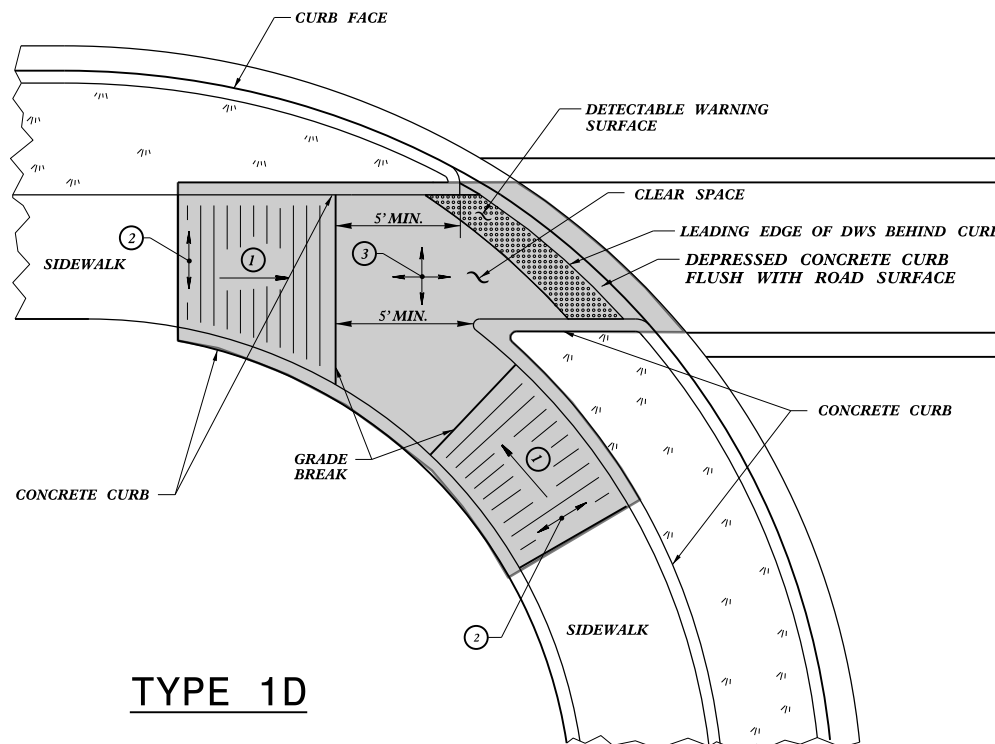 CURB FACE
DETECTABLE WARNING
SURFACE
CLEAR SPACE
LEADING EDGE OF DWS BEHIND CURB
DEPRESSED CONCRETE CURB
FLUSH WITH ROAD SURFACE
5' MIN.
2
1
3
SIDEWALK
5' MIN.
CONCRETE CURB
GRADE
BREAK
1
CONCRETE CURB
2
SIDEWALK
TYPE 1D